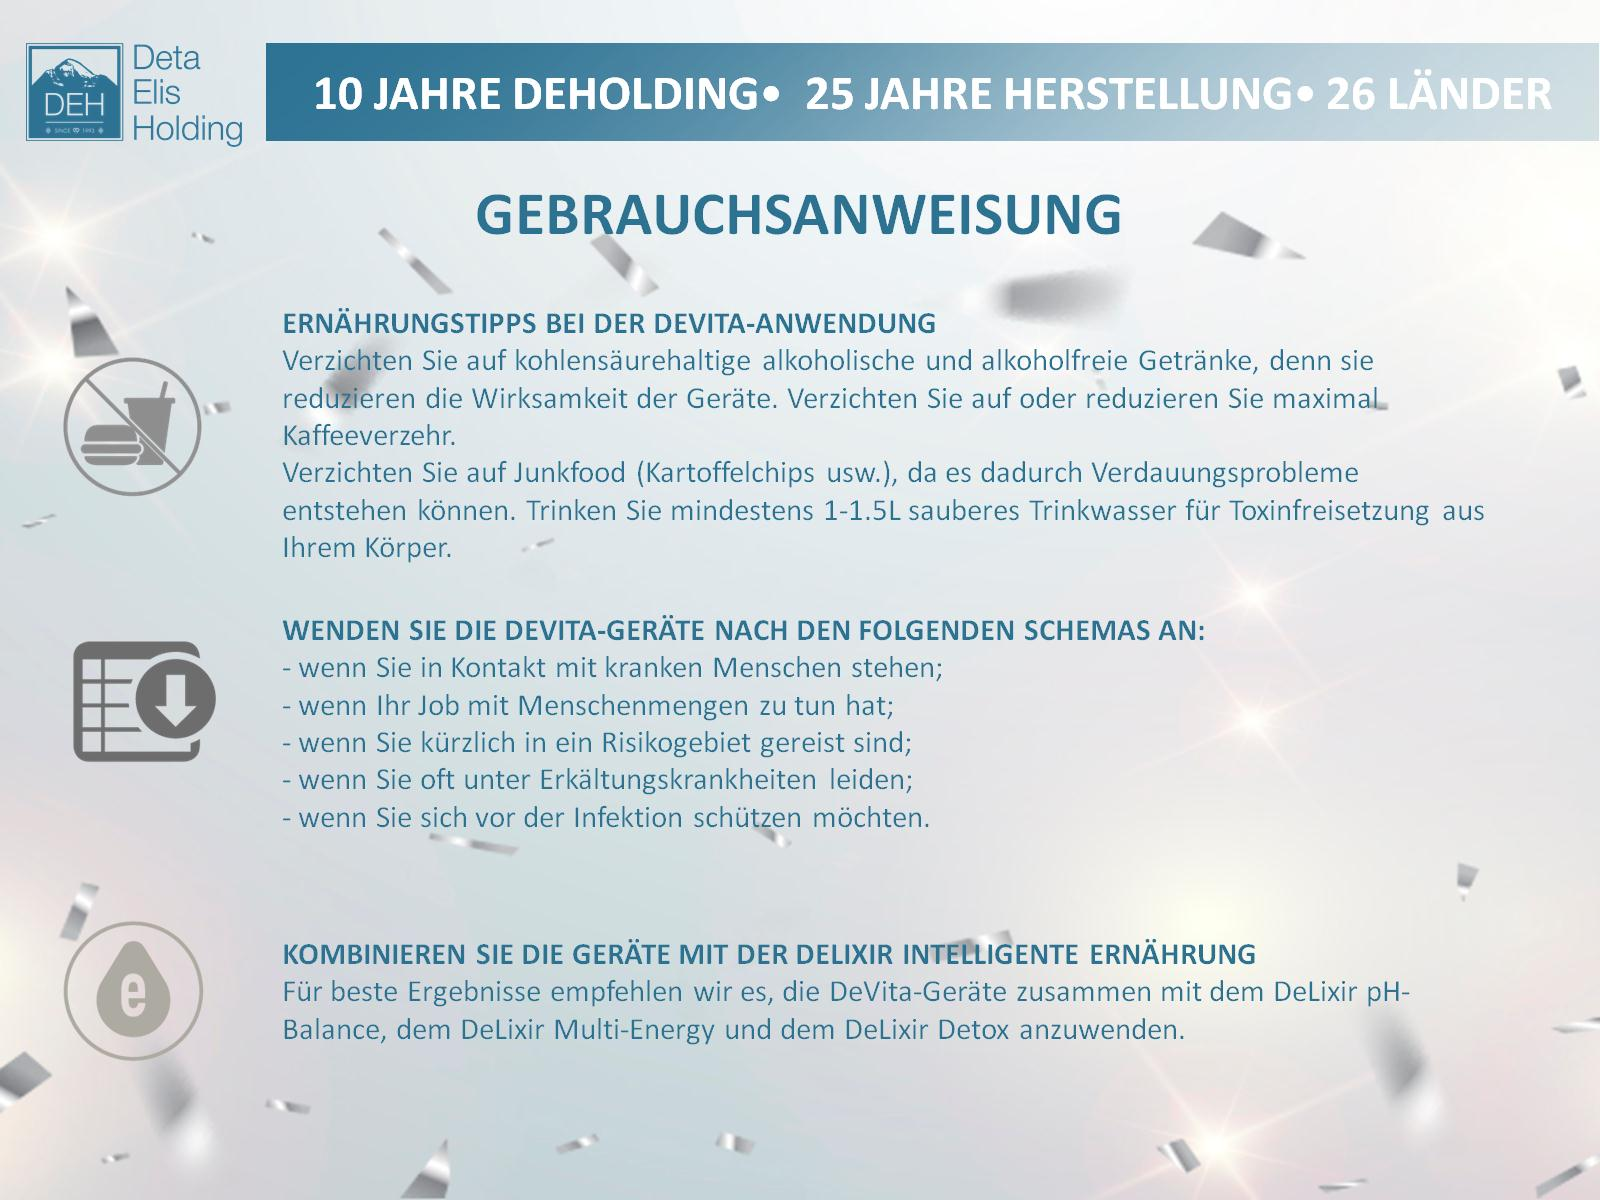 Deta
Elis
Holding
DEH
SINCE 1993
10 JAHRE DEHOLDING• 25 JAHRE HERSTELLUNG• 26 LÄNDER
GEBRAUCHSANWEISUNG
ERNÄHRUNGSTIPPS BEI DER DEVITA-ANWENDUNG
Verzichten Sie auf kohlensäurehaltige alkoholische und alkoholfreie Getränke, denn sie
reduzieren die Wirksamkeit der Geräte. Verzichten Sie auf oder reduzieren Sie maximal
Kaffeeverzehr.
Verzichten Sie auf Junkfood (Kartoffelchips usw.), da es dadurch Verdauungsprobleme
entstehen können. Trinken Sie mindestens 1-1.5L sauberes Trinkwasser für Toxinfreisetzung aus
Ihrem Körper.
WENDEN SIE DIE DEVITA-GERÄTE NACH DEN FOLGENDEN SCHEMAS AN:
- wenn Sie in Kontakt mit kranken Menschen stehen;
- wenn Ihr Job mit Menschenmengen zu tun hat;
- wenn Sie kürzlich in ein Risikogebiet gereist sind;
- wenn Sie oft unter Erkältungskrankheiten leiden;
- wenn Sie sich vor der Infektion schützen möchten.
e
KOMBINIEREN SIE DIE GERÄTE MIT DER DELIXIR INTELLIGENTE ERNÄHRUNG
Für beste Ergebnisse empfehlen wir es, die DeVita-Geräte zusammen mit dem DeLixir pH-
Balance, dem DeLixir Multi-Energy und dem DeLixir Detox anzuwenden.